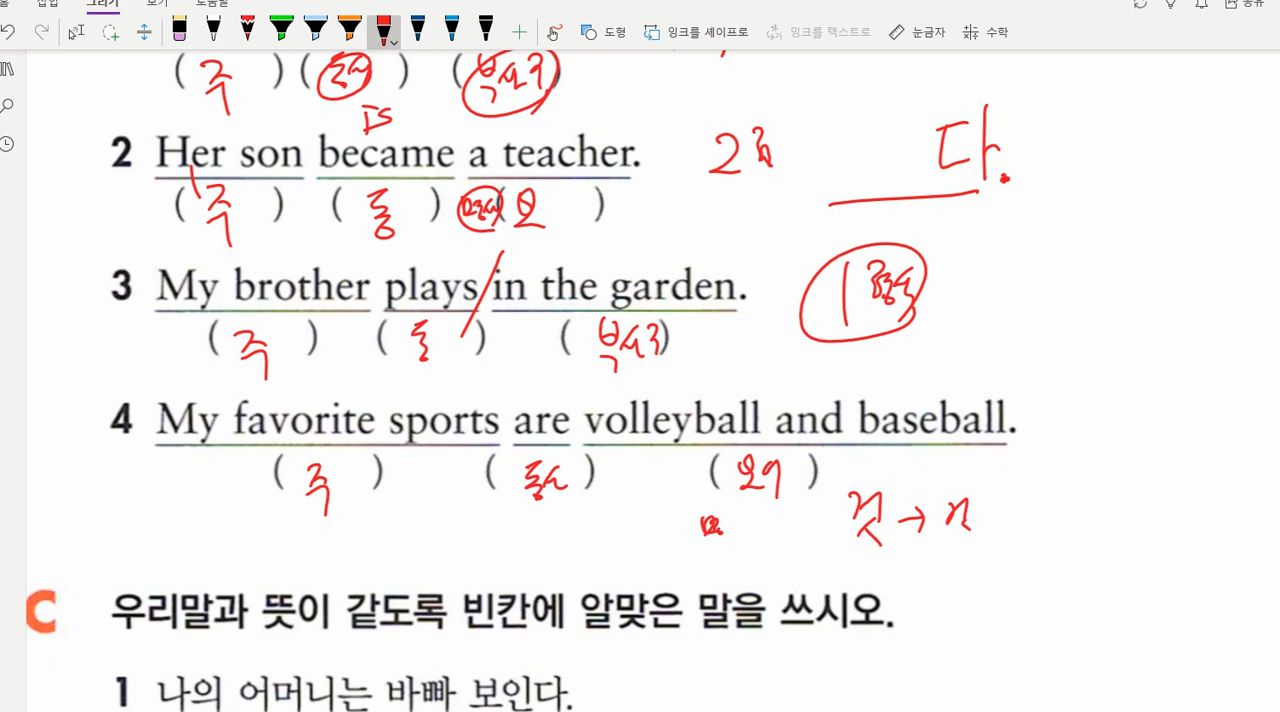 삽입 그리기 보기 도움말 공유
도형 잉크를 셰이프로 잉크를 텍스트로 눈금자 수학
( 주 ) ( ) ( 부사구 )
is
2 Her son became a teacher. 2형 다.
( 주 ) ( 동 ) 명사 ( 보 )
3 My brother plays / in the garden. 1형식
( 주 ) ( 동 ) ( 부사구 )
4 My favorite sports are volleyball and baseball.
( 주 ) ( 동사 ) ( 보어 )
것 →
C 우리말과 뜻이 같도록 빈칸에 알맞은 말을 쓰시오.
1 나의 어머니는 바빠 보인다.